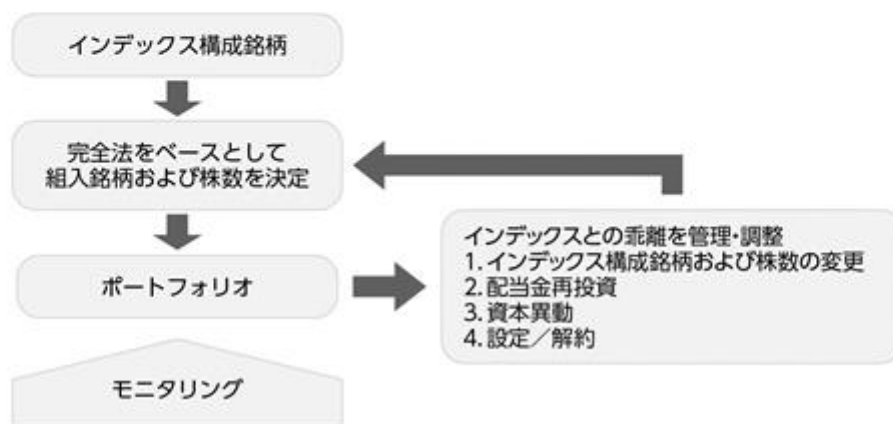 インデックス構成銘柄
完全法をベースとして
組入銘柄および株数を決定
ポートフォリオ
インデックスとの乖離を管理・調整
1. インデックス構成銘柄および株数の変更
2. 配当金再投資
3. 資本異動
4. 設定／解約
モニタリング